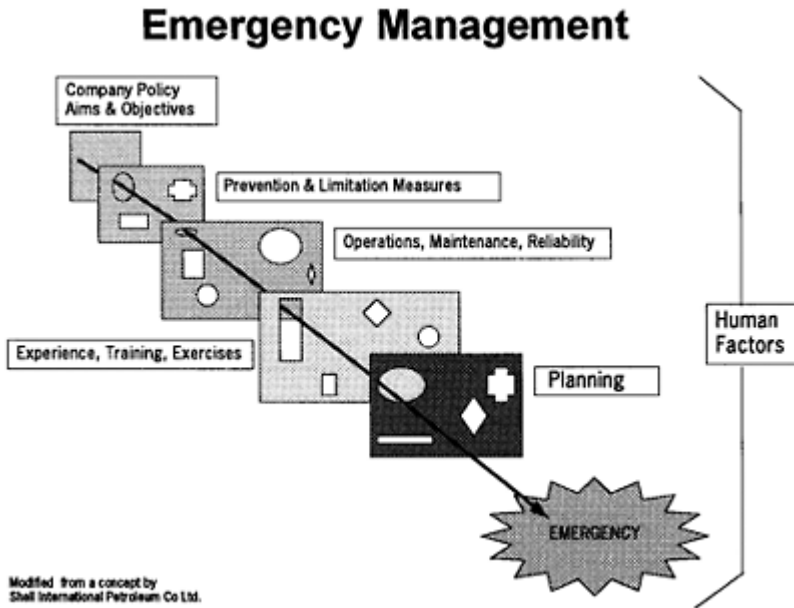 Emergency Management
Company Policy
Aims & Objectives
Prevention & Limitation Measures
Operations, Maintenance, Reliability
Experience, Training, Exercises
Planning
Human
Factors
EMERGENCY
Modified from a concept by
Shell International Petroleum Co Ltd.